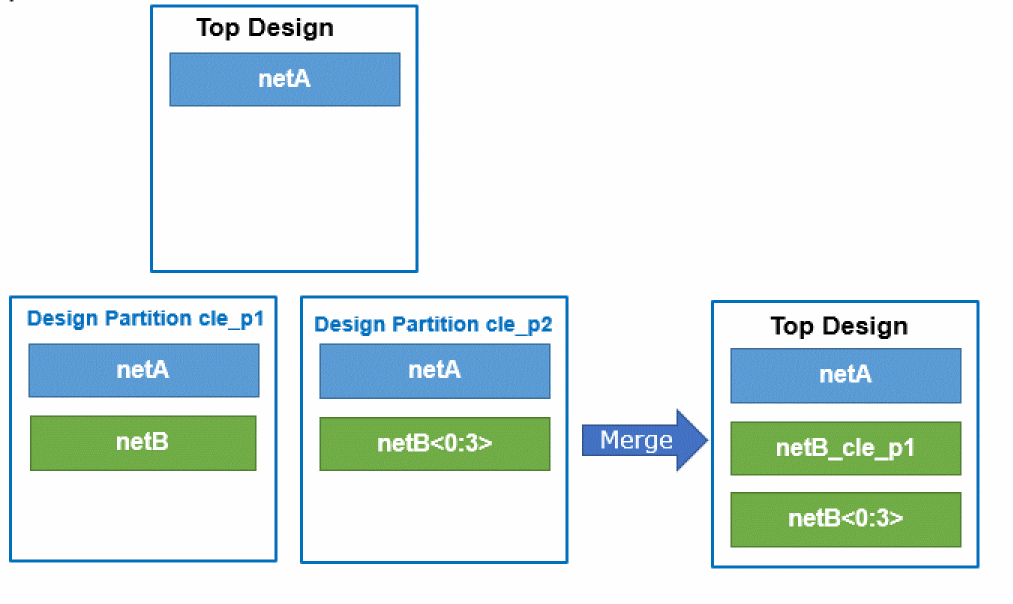 Top Design
netA
Design Partition cle_p1
netA
netB
Design Partition cle_p2
netA
netB<0:3>
Merge
Top Design
netA
netB_cle_p1
netB<0:3>